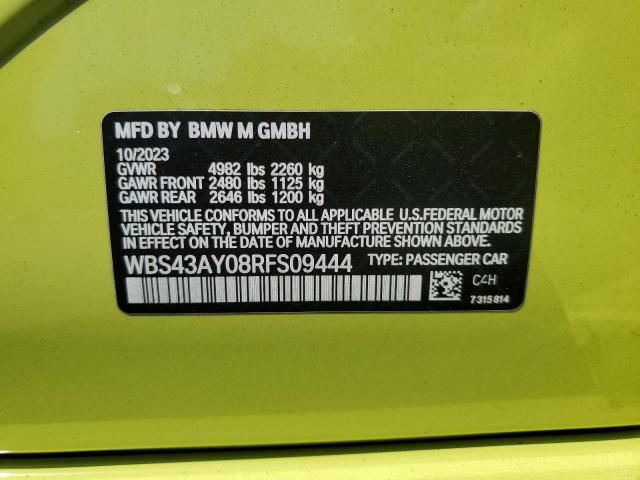 MFD BY BMW M GMBH
10/2023
GVWR 4982 lbs 2260 kg
GAWR FRONT 2480 lbs 1125 kg
GAWR REAR 2646 lbs 1200 kg
THIS VEHICLE CONFORMS TO ALL APPLICABLE U.S.FEDERAL MOTOR
VEHICLE SAFETY, BUMPER AND THEFT PREVENTION STANDARDS
IN EFFECT ON THE DATE OF MANUFACTURE SHOWN ABOVE.
WBS43AY08RFS09444 TYPE: PASSENGER CAR
C4H
7315814